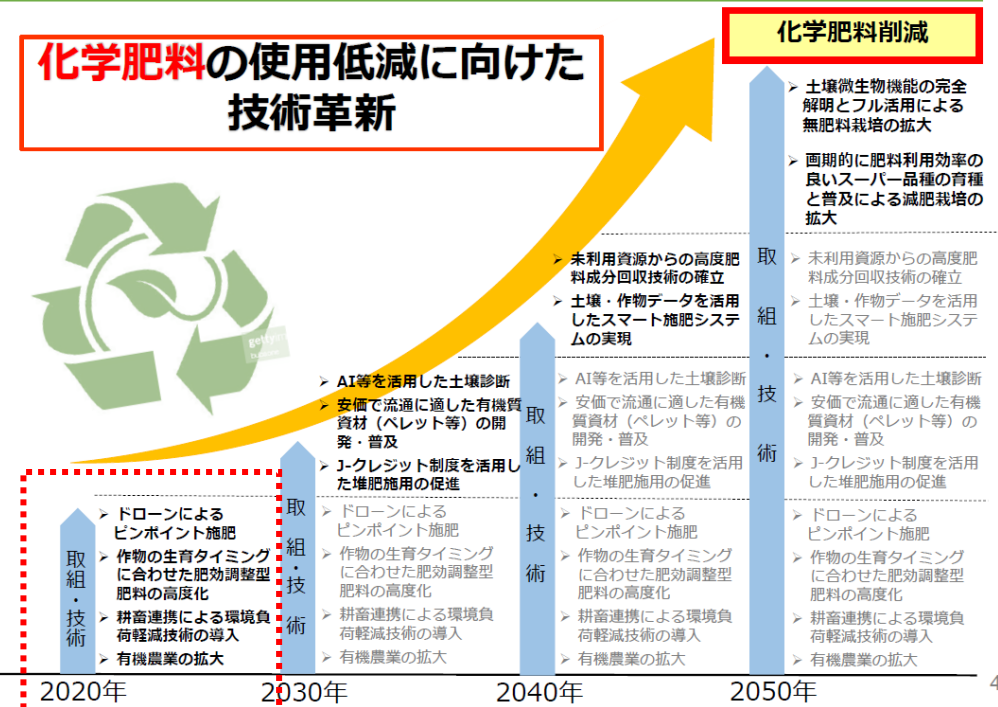 化学肥料の使用低減に向けた
技術革新
化学肥料削減
➢ 土壌微生物機能の完全
解明とフル活用による
無肥料栽培の拡大
➢ 画期的に肥料利用効率の
良いスーパー品種の育種
と普及による減肥栽培の
拡大
取組・技術
➢ 未利用資源からの高度肥
料成分回収技術の確立
➢ 土壌・作物データを活用
したスマート施肥システ
ムの実現
➢ AI等を活用した土壌診断
➢ 安価で流通に適した有機
質資材（ペレット等）の
開発・普及
➢ J-クレジット制度を活用
した堆肥施用の促進
➢ ドローンによる
ピンポイント施肥
➢ 作物の生育タイミング
に合わせた肥効調整型
肥料の高度化
➢ 耕畜連携による環境負
荷軽減技術の導入
➢ 有機農業の拡大
2050年
➢ 未利用資源からの高度肥
料成分回収技術の確立
➢ 土壌・作物データを活用
したスマート施肥システ
ムの実現
取組・技術
➢ AI等を活用した土壌診断
➢ 安価で流通に適した有機
質資材（ペレット等）の
開発・普及
➢ J-クレジット制度を活用
した堆肥施用の促進
➢ ドローンによる
ピンポイント施肥
➢ 作物の生育タイミング
に合わせた肥効調整型
肥料の高度化
➢ 耕畜連携による環境負
荷軽減技術の導入
➢ 有機農業の拡大
2040年
➢ AI等を活用した土壌診断
➢ 安価で流通に適した有機質
資材（ペレット等）の開
発・普及
➢ J-クレジット制度を活用し
た堆肥施用の促進
取組・技術
➢ ドローンによる
ピンポイント施肥
➢ 作物の生育タイミング
に合わせた肥効調整型
肥料の高度化
➢ 耕畜連携による環境負
荷軽減技術の導入
➢ 有機農業の拡大
2030年
取組・技術
➢ ドローンによる
ピンポイント施肥
➢ 作物の生育タイミング
に合わせた肥効調整型
肥料の高度化
➢ 耕畜連携による環境負
荷軽減技術の導入
➢ 有機農業の拡大
2020年
4